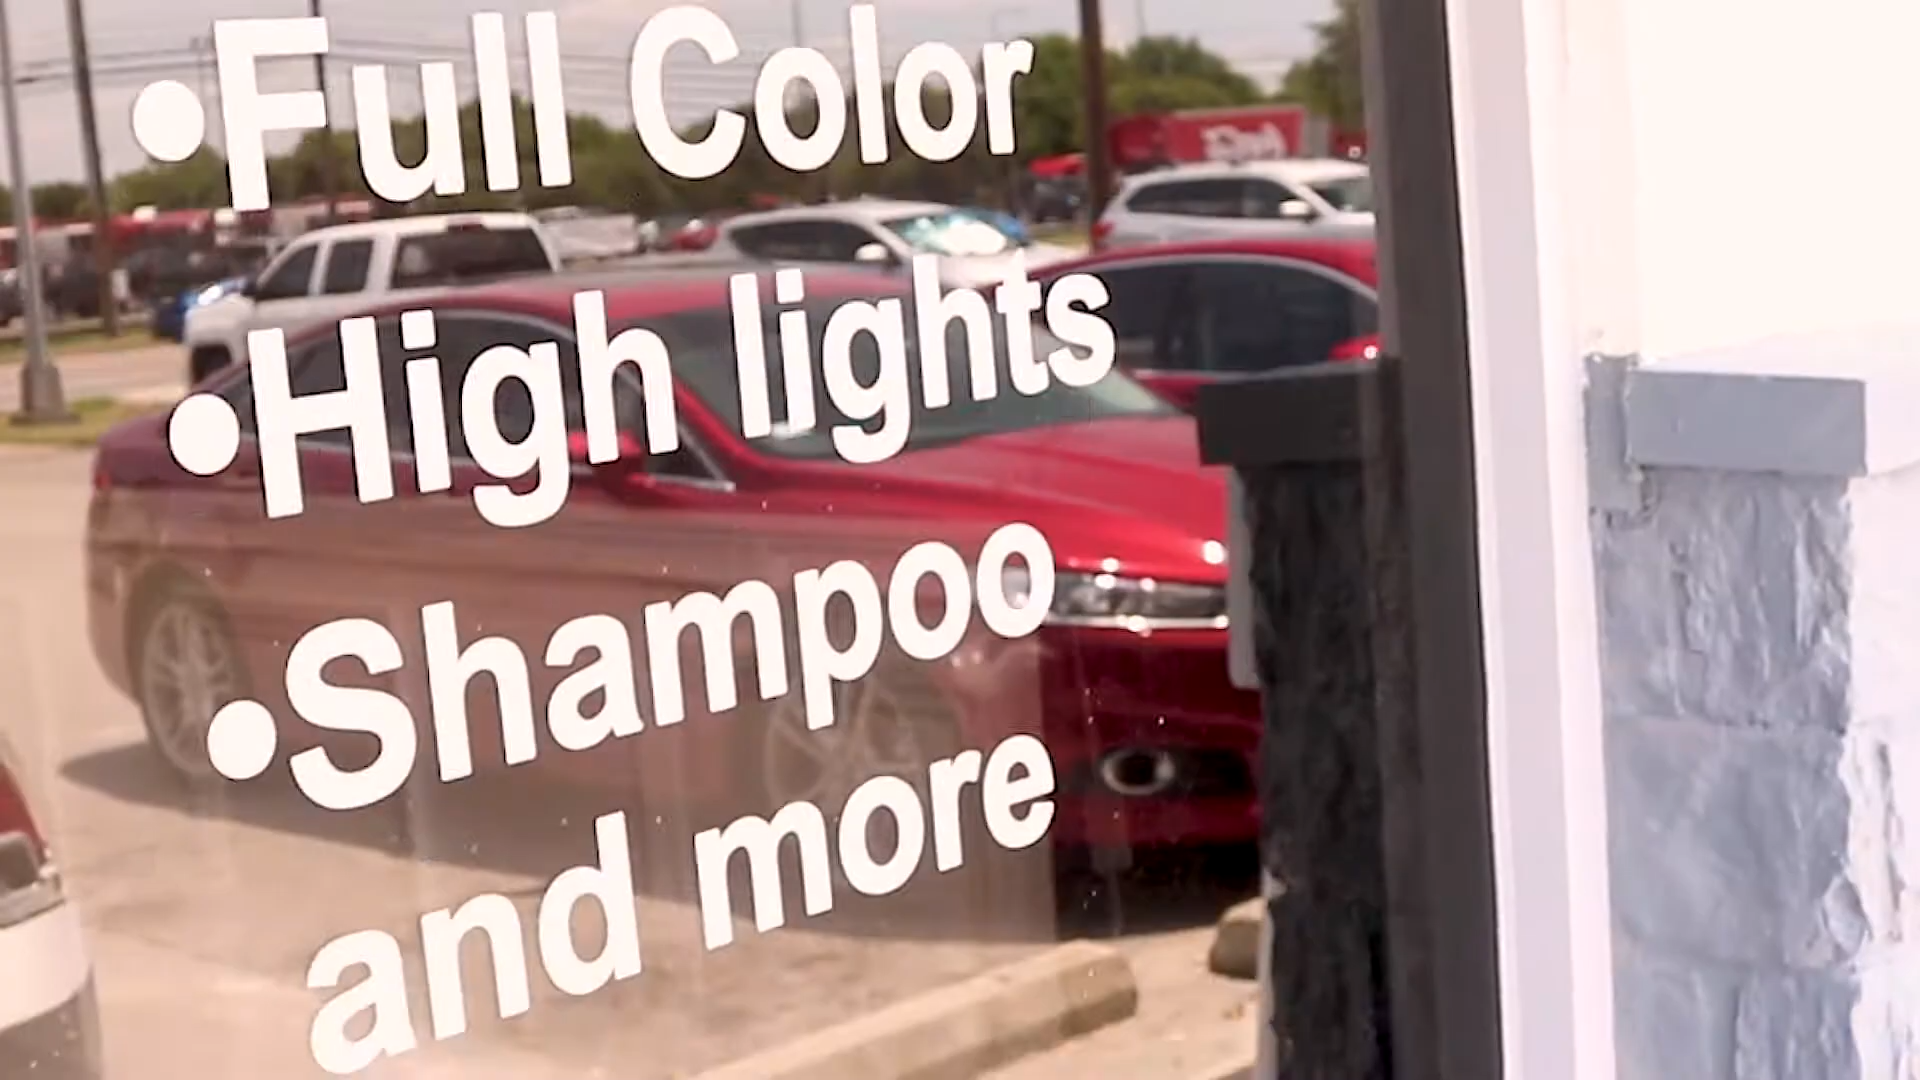 •Full Color
•High lights
•Shampoo
and more